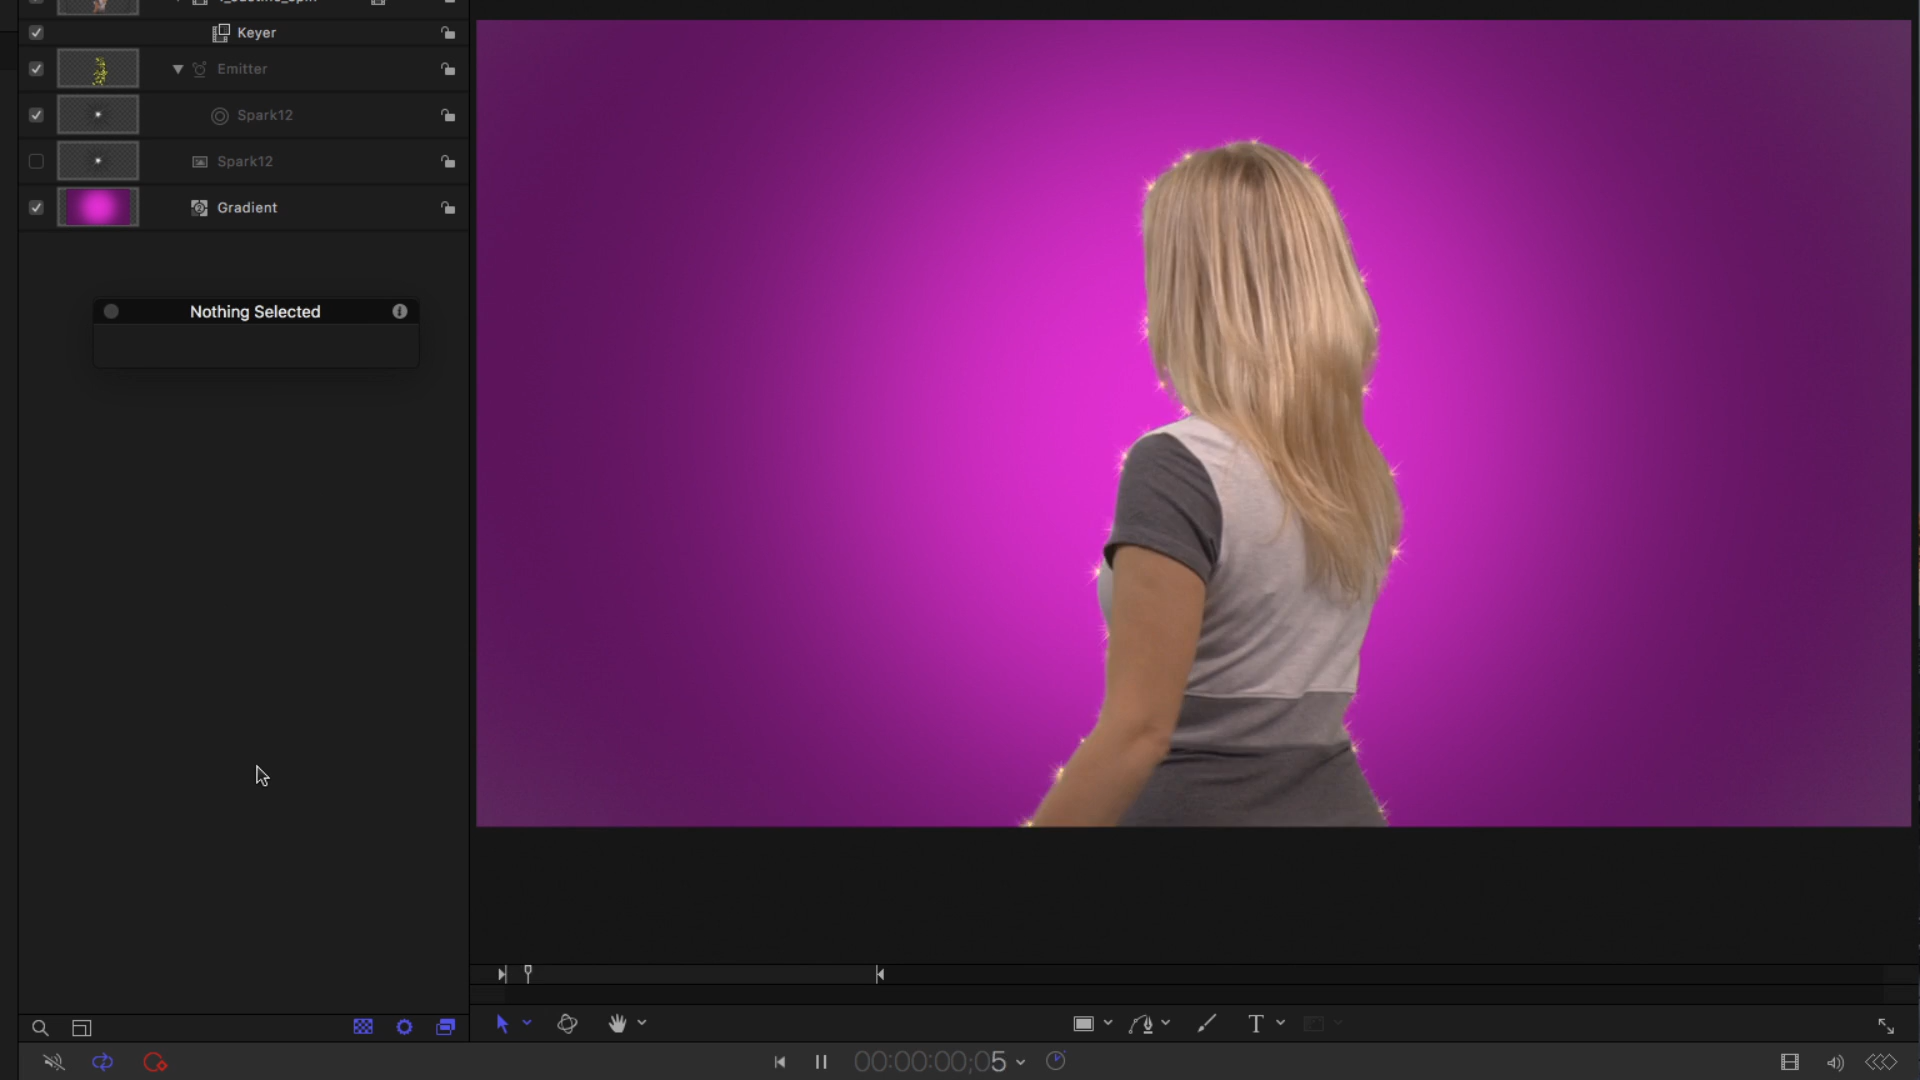 Keyer
Emitter
Spark12
Spark12
Gradient
Nothing Selected
00:00:00;05